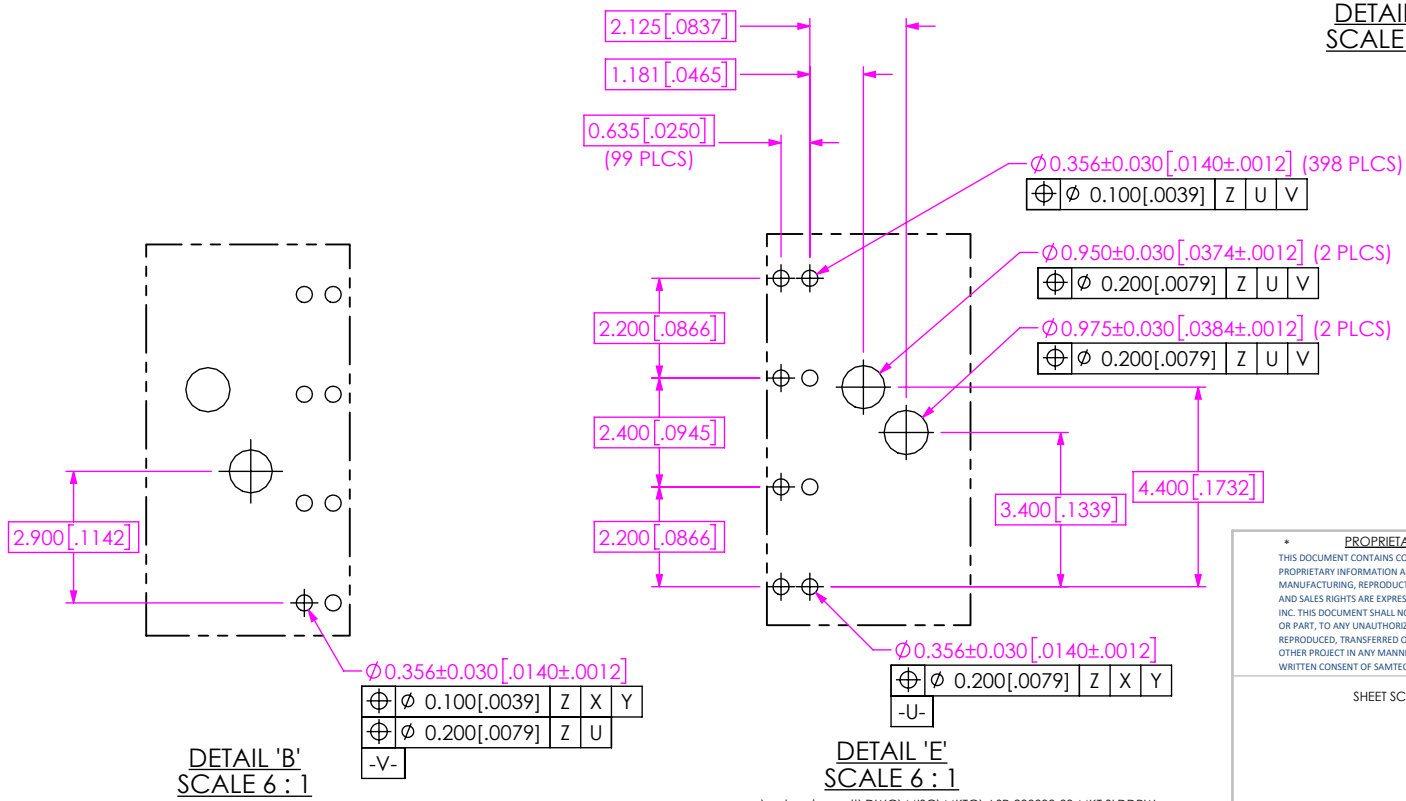 DETAIL
SCALE
2.125[.0837]
1.181[.0465]
0.635[.0250]
(99 PLCS)
Ø0.356±0.030[.0140±.0012] (398 PLCS)
⌖ Ø 0.100[.0039] Z U V
Ø0.950±0.030[.0374±.0012] (2 PLCS)
⌖ Ø 0.200[.0079] Z U V
Ø0.975±0.030[.0384±.0012] (2 PLCS)
⌖ Ø 0.200[.0079] Z U V
2.200[.0866]
2.400[.0945]
2.200[.0866]
4.400[.1732]
3.400[.1339]
2.900[.1142]
Ø0.356±0.030[.0140±.0012]
⌖ Ø 0.100[.0039] Z X Y
⌖ Ø 0.200[.0079] Z U
-V-
DETAIL 'B'
SCALE 6 : 1
Ø0.356±0.030[.0140±.0012]
⌖ Ø 0.200[.0079] Z X Y
-U-
DETAIL 'E'
SCALE 6 : 1
* PROPRIETA
THIS DOCUMENT CONTAINS CO
PROPRIETARY INFORMATION A
MANUFACTURING, REPRODUCT
AND SALES RIGHTS ARE EXPRES
INC. THIS DOCUMENT SHALL NO
OR PART, TO ANY UNAUTHORIZ
REPRODUCED, TRANSFERRED O
OTHER PROJECT IN ANY MANNE
WRITTEN CONSENT OF SAMTEC
SHEET SC